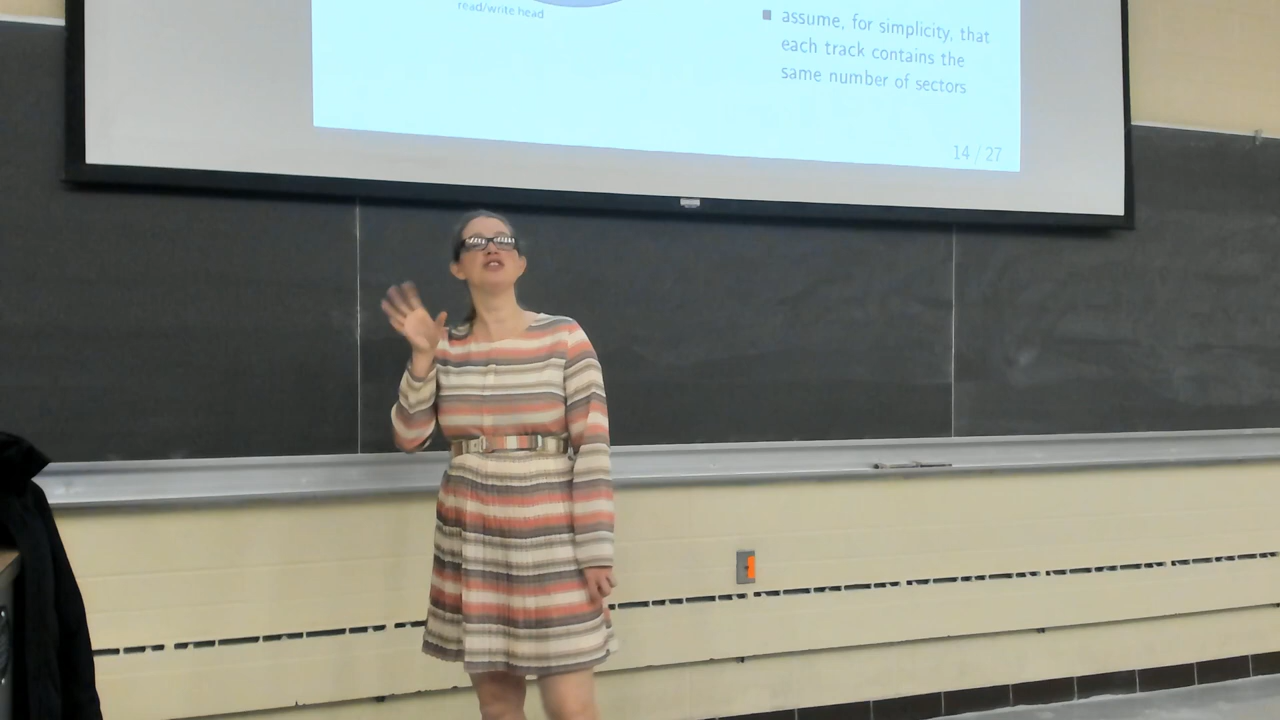 read/write head
assume, for simplicity, that
each track contains the
same number of sectors
14 / 27